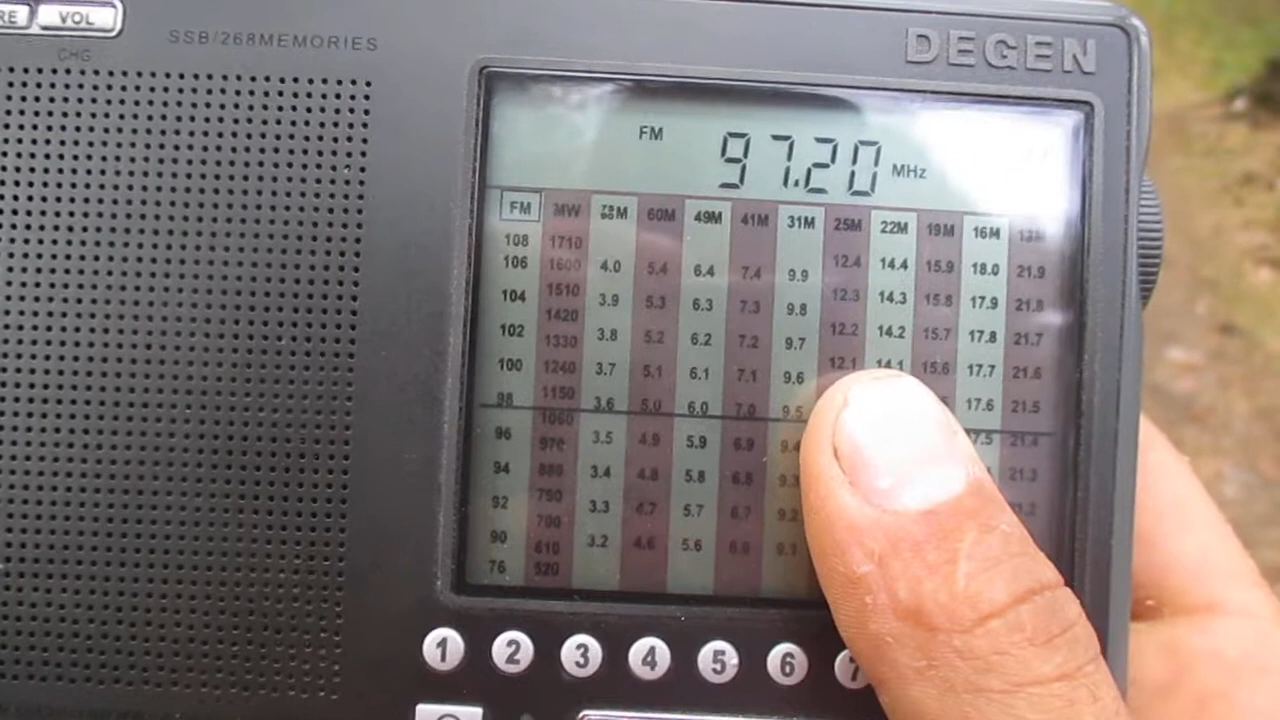 RE VOL
CHG
SSB/268MEMORIES
DEGEN
FM 97.20 MHz
FM MW 75 80M 60M 49M 41M 31M 25M 22M 19M 16M
108 1710
106 1600 4.0 5.4 6.4 7.4 9.9 12.4 14.4 15.9 18.0 21.9
104 1510 3.9 5.3 6.3 7.3 9.8 12.3 14.3 15.8 17.9 21.8
1420
102 1330 3.8 5.2 6.2 7.2 9.7 12.2 14.2 15.7 17.8 21.7
100 1240 3.7 5.1 6.1 7.1 9.6 12.1 14.1 15.6 17.7 21.6
98 1150 3.6 5.0 6.0 7.0 9.5 17.6 21.5
1060
96 970 3.5 4.9 5.9 6.9 9.4 21.4
94 880 3.4 4.8 5.8 6.8 9.3 21.3
92 750 3.3 4.7 5.7 6.7 9.2
700
90 610 3.2 4.6 5.6 9.1
76 520
1 2 3 4 5 6 7